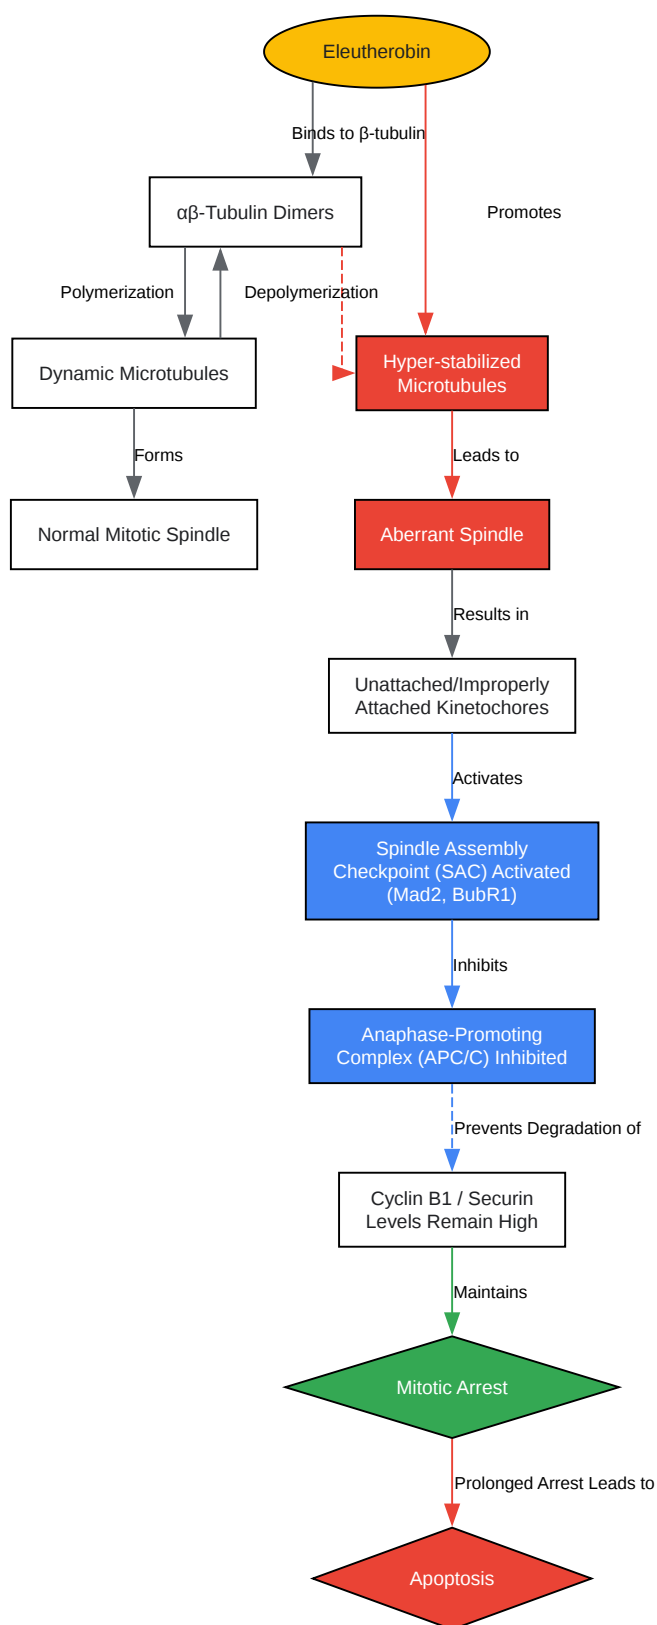 Eleutherobin
Binds to β-tubulin
αβ-Tubulin Dimers
Promotes
Polymerization
Depolymerization
Dynamic Microtubules
Hyper-stabilized
Microtubules
Forms
Leads to
Normal Mitotic Spindle
Aberrant Spindle
Results in
Unattached/Improperly
Attached Kinetochores
Activates
Spindle Assembly
Checkpoint (SAC) Activated
(Mad2, BubR1)
Inhibits
Anaphase-Promoting
Complex (APC/C) Inhibited
Prevents Degradation of
Cyclin B1 / Securin
Levels Remain High
Maintains
Mitotic Arrest
Prolonged Arrest Leads to
Apoptosis